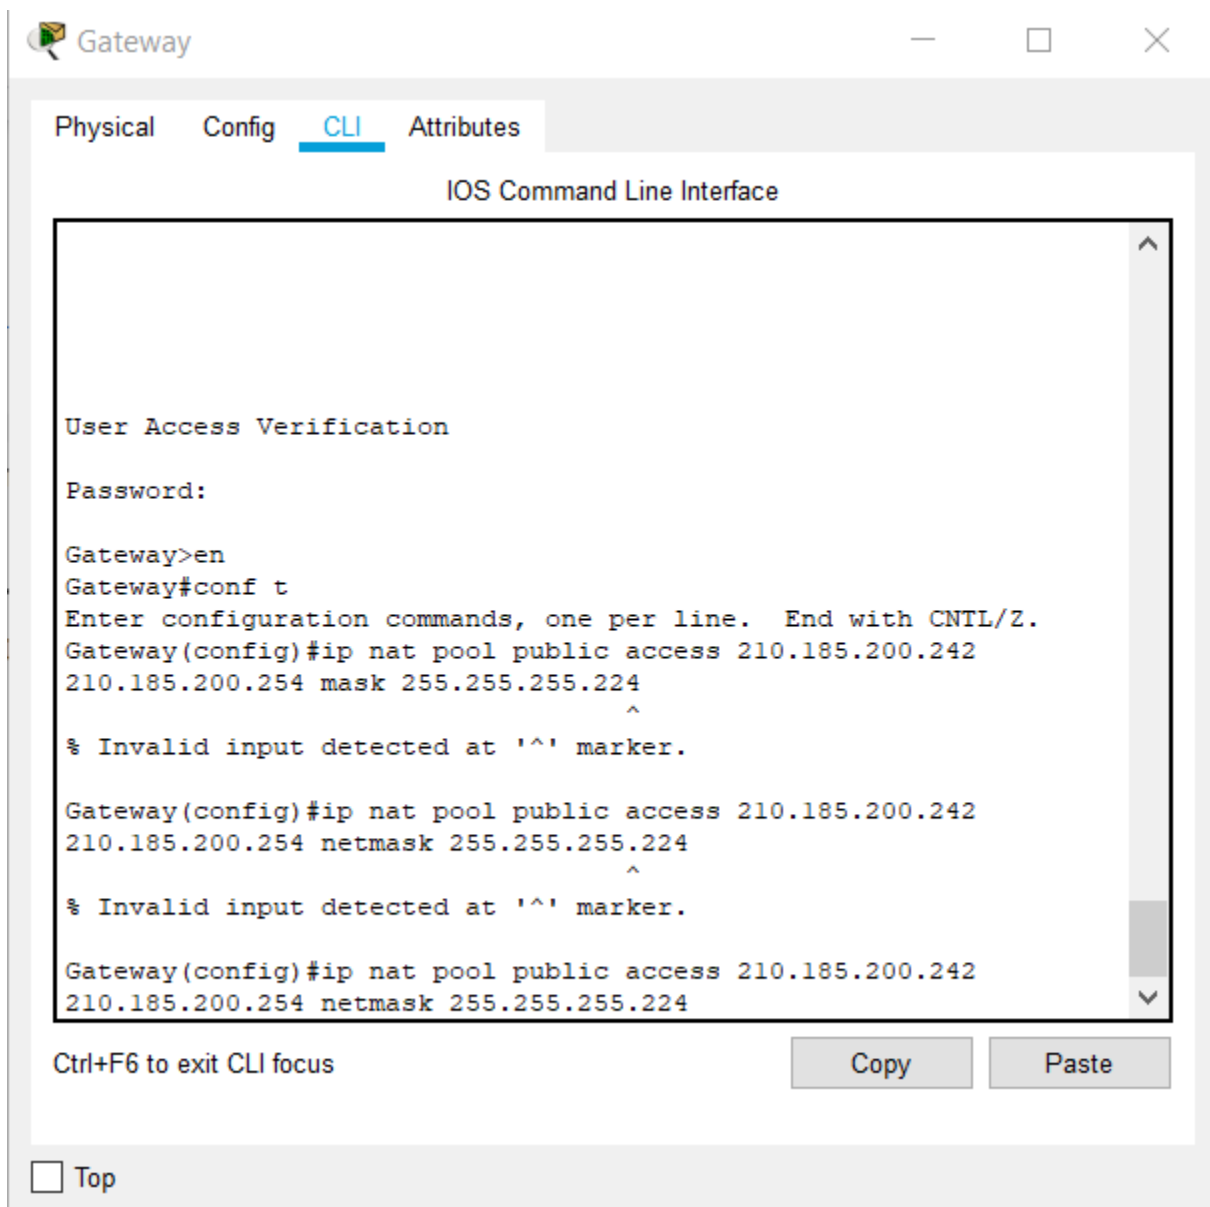 Gateway
Physical Config CLI Attributes
IOS Command Line Interface
User Access Verification
Password:
Gateway>en
Gateway#conf t
Enter configuration commands, one per line.  End with CNTL/Z.
Gateway(config)#ip nat pool public access 210.185.200.242
210.185.200.254 mask 255.255.255.224
^
% Invalid input detected at '^' marker.
Gateway(config)#ip nat pool public access 210.185.200.242
210.185.200.254 netmask 255.255.255.224
^
% Invalid input detected at '^' marker.
Gateway(config)#ip nat pool public access 210.185.200.242
210.185.200.254 netmask 255.255.255.224
Ctrl+F6 to exit CLI focus
Copy Paste
Top